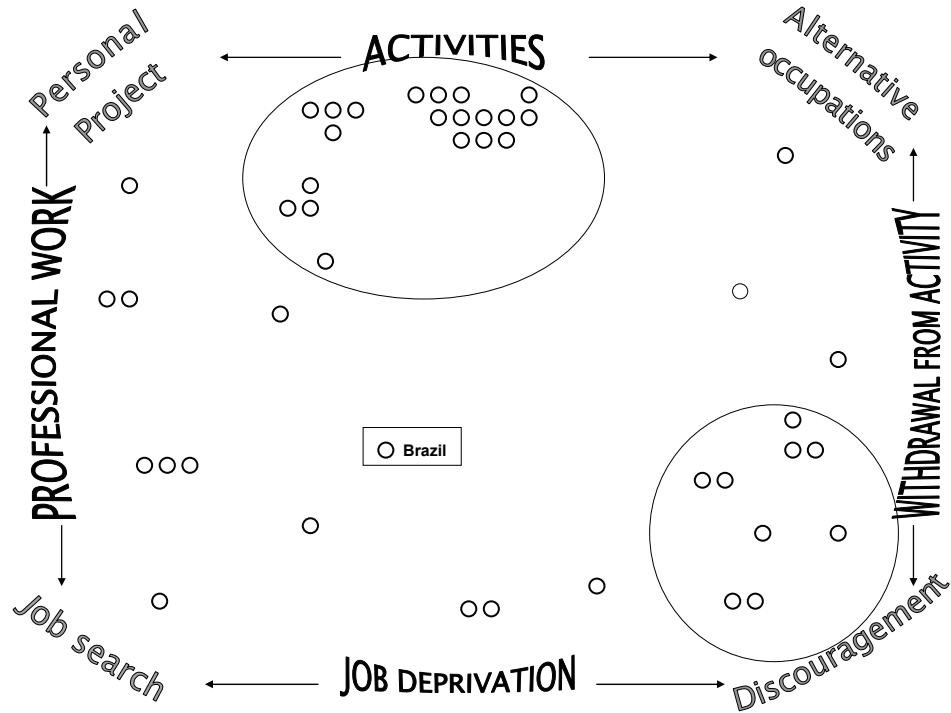 ACTIVITIES
Personal
Project
Alternative
occupations
PROFESSIONAL WORK
WITHDRAWAL FROM ACTIVITY
Brazil
Job search
JOB DEPRIVATION
Discouragement